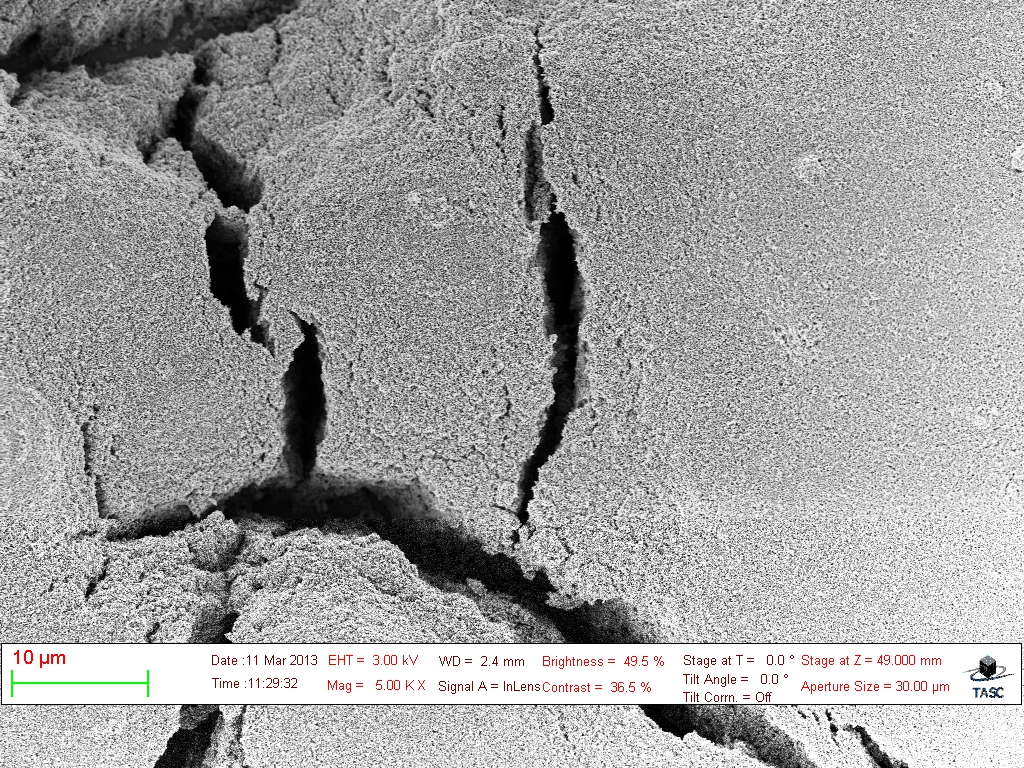 10 µm
Date :11 Mar 2013 EHT = 3.00 kV WD = 2.4 mm Brightness = 49.5 % Stage at T = 0.0 ° Stage at Z = 49.000 mm
Time :11:29:32 Mag = 5.00 K X Signal A = InLens Contrast = 36.5 % Tilt Angle = 0.0 ° Aperture Size = 30.00 µm
Tilt Corrn. = Off
TASC